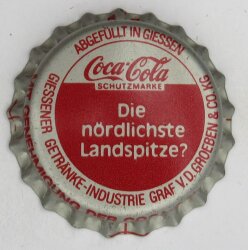 ABGEFÜLLT IN GIESSEN
Coca-Cola
SCHUTZMARKE
Die
nördlichste
Landspitze?
GIESSENER GETRÄNKE-INDUSTRIE GRAF V.D. GROEBEN & CO. KG